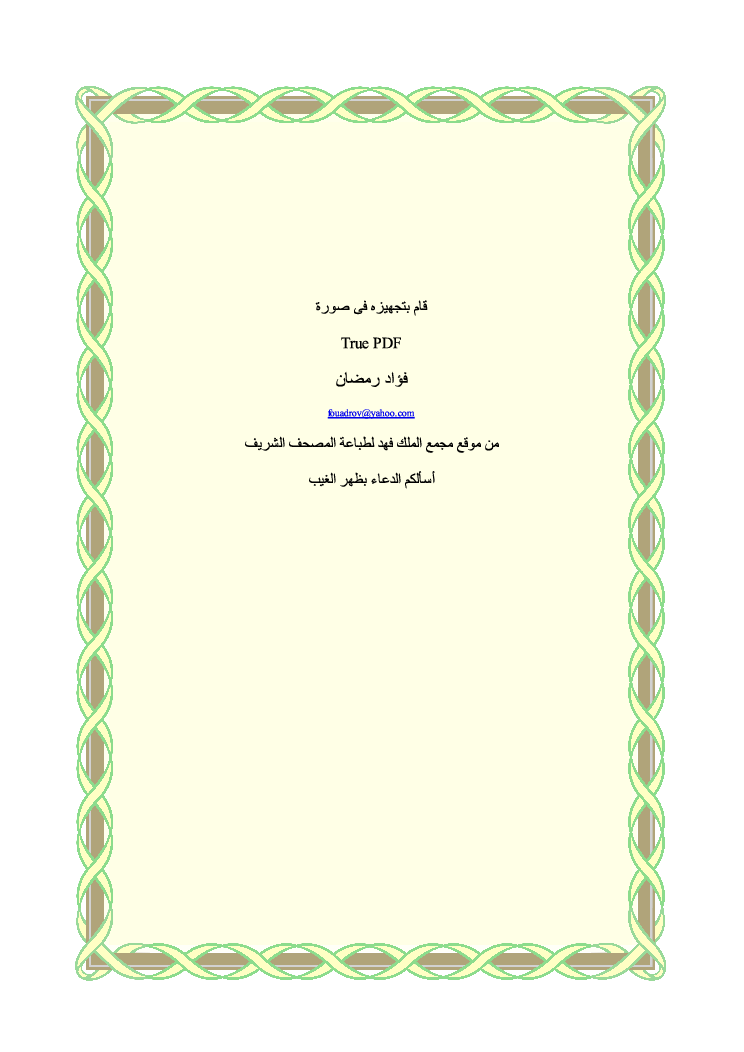 قام بتجهيزه فى صورة
True PDF
فؤاد رمضان
fouadrov@yahoo.com
من موقع مجمع الملك فهد لطباعة المصحف الشريف
أسألكم الدعاء بظهر الغيب